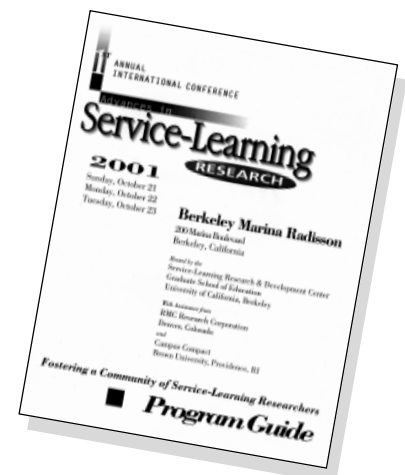 1st ANNUAL
INTERNATIONAL CONFERENCE
Advances in
Service-Learning
RESEARCH
2001
Sunday, October 21
Monday, October 22
Tuesday, October 23
Berkeley Marina Radisson
200 Marina Boulevard
Berkeley, California
Hosted by the
Service-Learning Research & Development Center
Graduate School of Education
University of California, Berkeley
With Assistance from
RMC Research Corporation
Denver, Colorado
and
Campus Compact
Brown University, Providence, RI
Fostering a Community of Service-Learning Researchers
Program Guide